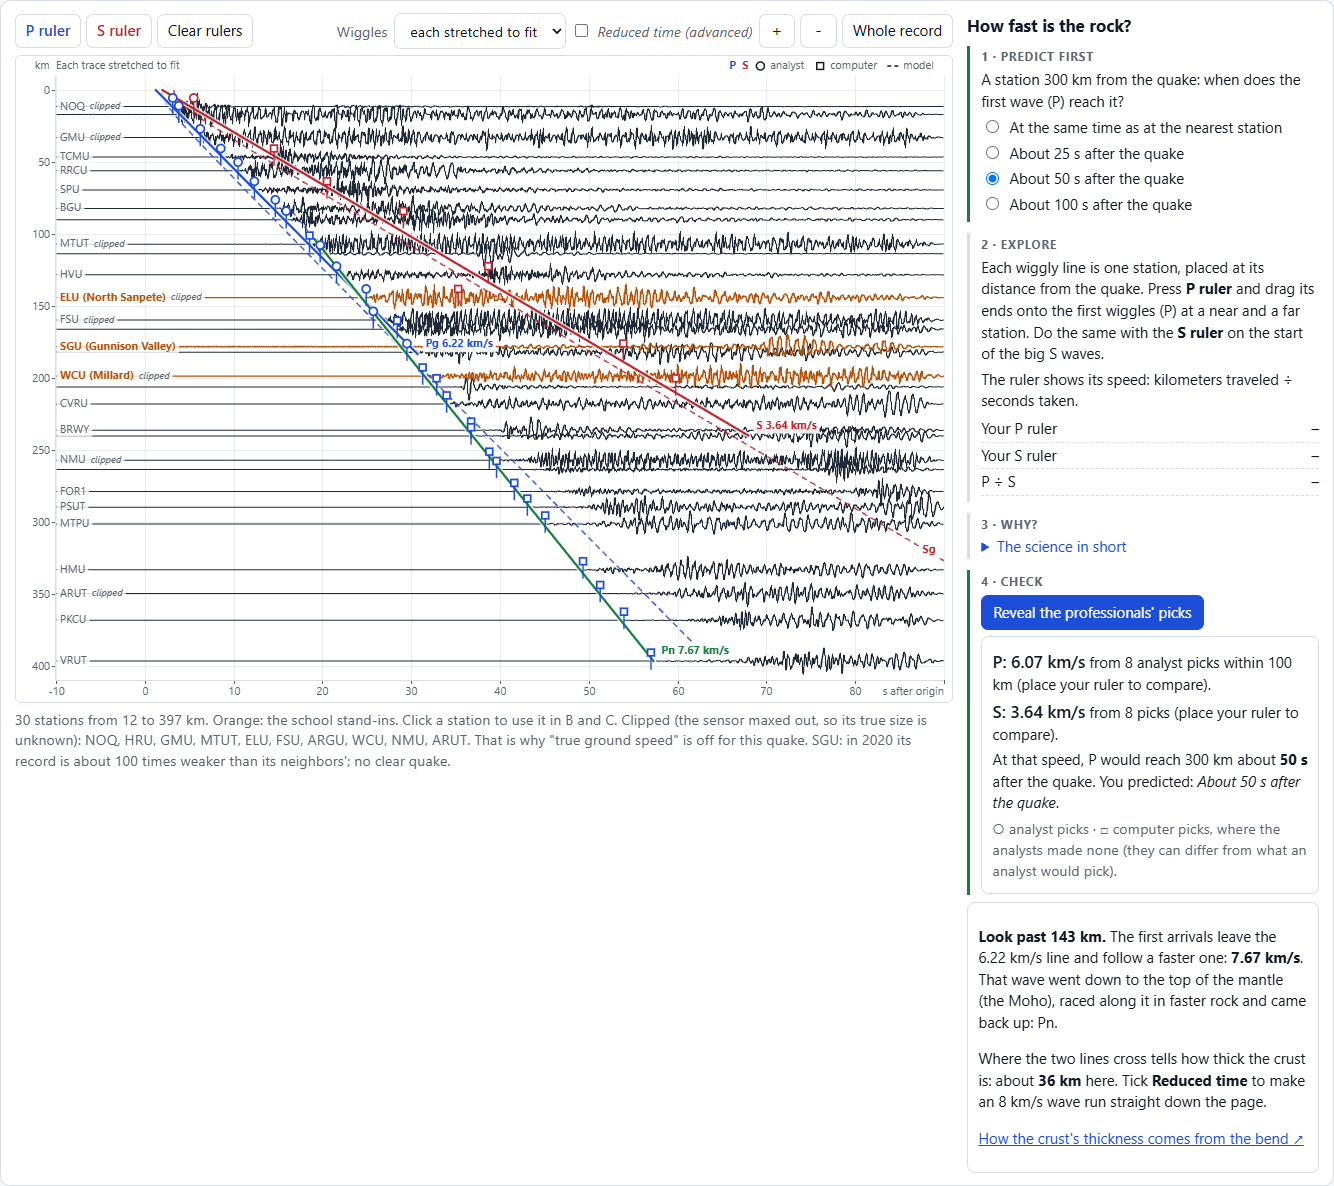 P ruler
S ruler
Clear rulers
Wiggles
each stretched to fit
Reduced time (advanced)
+
-
Whole record
km Each trace stretched to fit
P S analyst computer model
0
NOQ clipped
GMU clipped
50
TCMU
RRCU
SPU
BGU
100
MTUT clipped
HVU
ELU (North Sanpete) clipped
150
FSU clipped
SGU (Gunnison Valley)
Pg 6.22 km/s
WCU (Millard) clipped
200
CVRU
BRWY
S 3.64 km/s
250
NMU clipped
FOR1
PSUT
300
MTPU
Sg
HMU
350
ARUT clipped
PKCU
Pn 7.67 km/s
VRUT
400
-10 0 10 20 30 40 50 60 70 80 s after origin
30 stations from 12 to 397 km. Orange: the school stand-ins. Click a station to use it in B and C. Clipped (the sensor maxed out, so its true size is
unknown): NOQ, HRU, GMU, MTUT, ELU, FSU, ARGU, WCU, NMU, ARUT. That is why "true ground speed" is off for this quake. SGU: in 2020 its
record is about 100 times weaker than its neighbors'; no clear quake.
How fast is the rock?
1 · PREDICT FIRST
A station 300 km from the quake: when does the
first wave (P) reach it?
At the same time as at the nearest station
About 25 s after the quake
About 50 s after the quake
About 100 s after the quake
2 · EXPLORE
Each wiggly line is one station, placed at its
distance from the quake. Press P ruler and drag its
ends onto the first wiggles (P) at a near and a far
station. Do the same with the S ruler on the start
of the big S waves.
The ruler shows its speed: kilometers traveled ÷
seconds taken.
Your P ruler –
Your S ruler –
P ÷ S –
3 · WHY?
The science in short
4 · CHECK
Reveal the professionals' picks
P: 6.07 km/s from 8 analyst picks within 100
km (place your ruler to compare).
S: 3.64 km/s from 8 picks (place your ruler to
compare).
At that speed, P would reach 300 km about 50 s
after the quake. You predicted: About 50 s after
the quake.
○ analyst picks · □ computer picks, where the
analysts made none (they can differ from what an
analyst would pick).
Look past 143 km. The first arrivals leave the
6.22 km/s line and follow a faster one: 7.67 km/s.
That wave went down to the top of the mantle
(the Moho), raced along it in faster rock and came
back up: Pn.
Where the two lines cross tells how thick the crust
is: about 36 km here. Tick Reduced time to make
an 8 km/s wave run straight down the page.
How the crust's thickness comes from the bend ↗